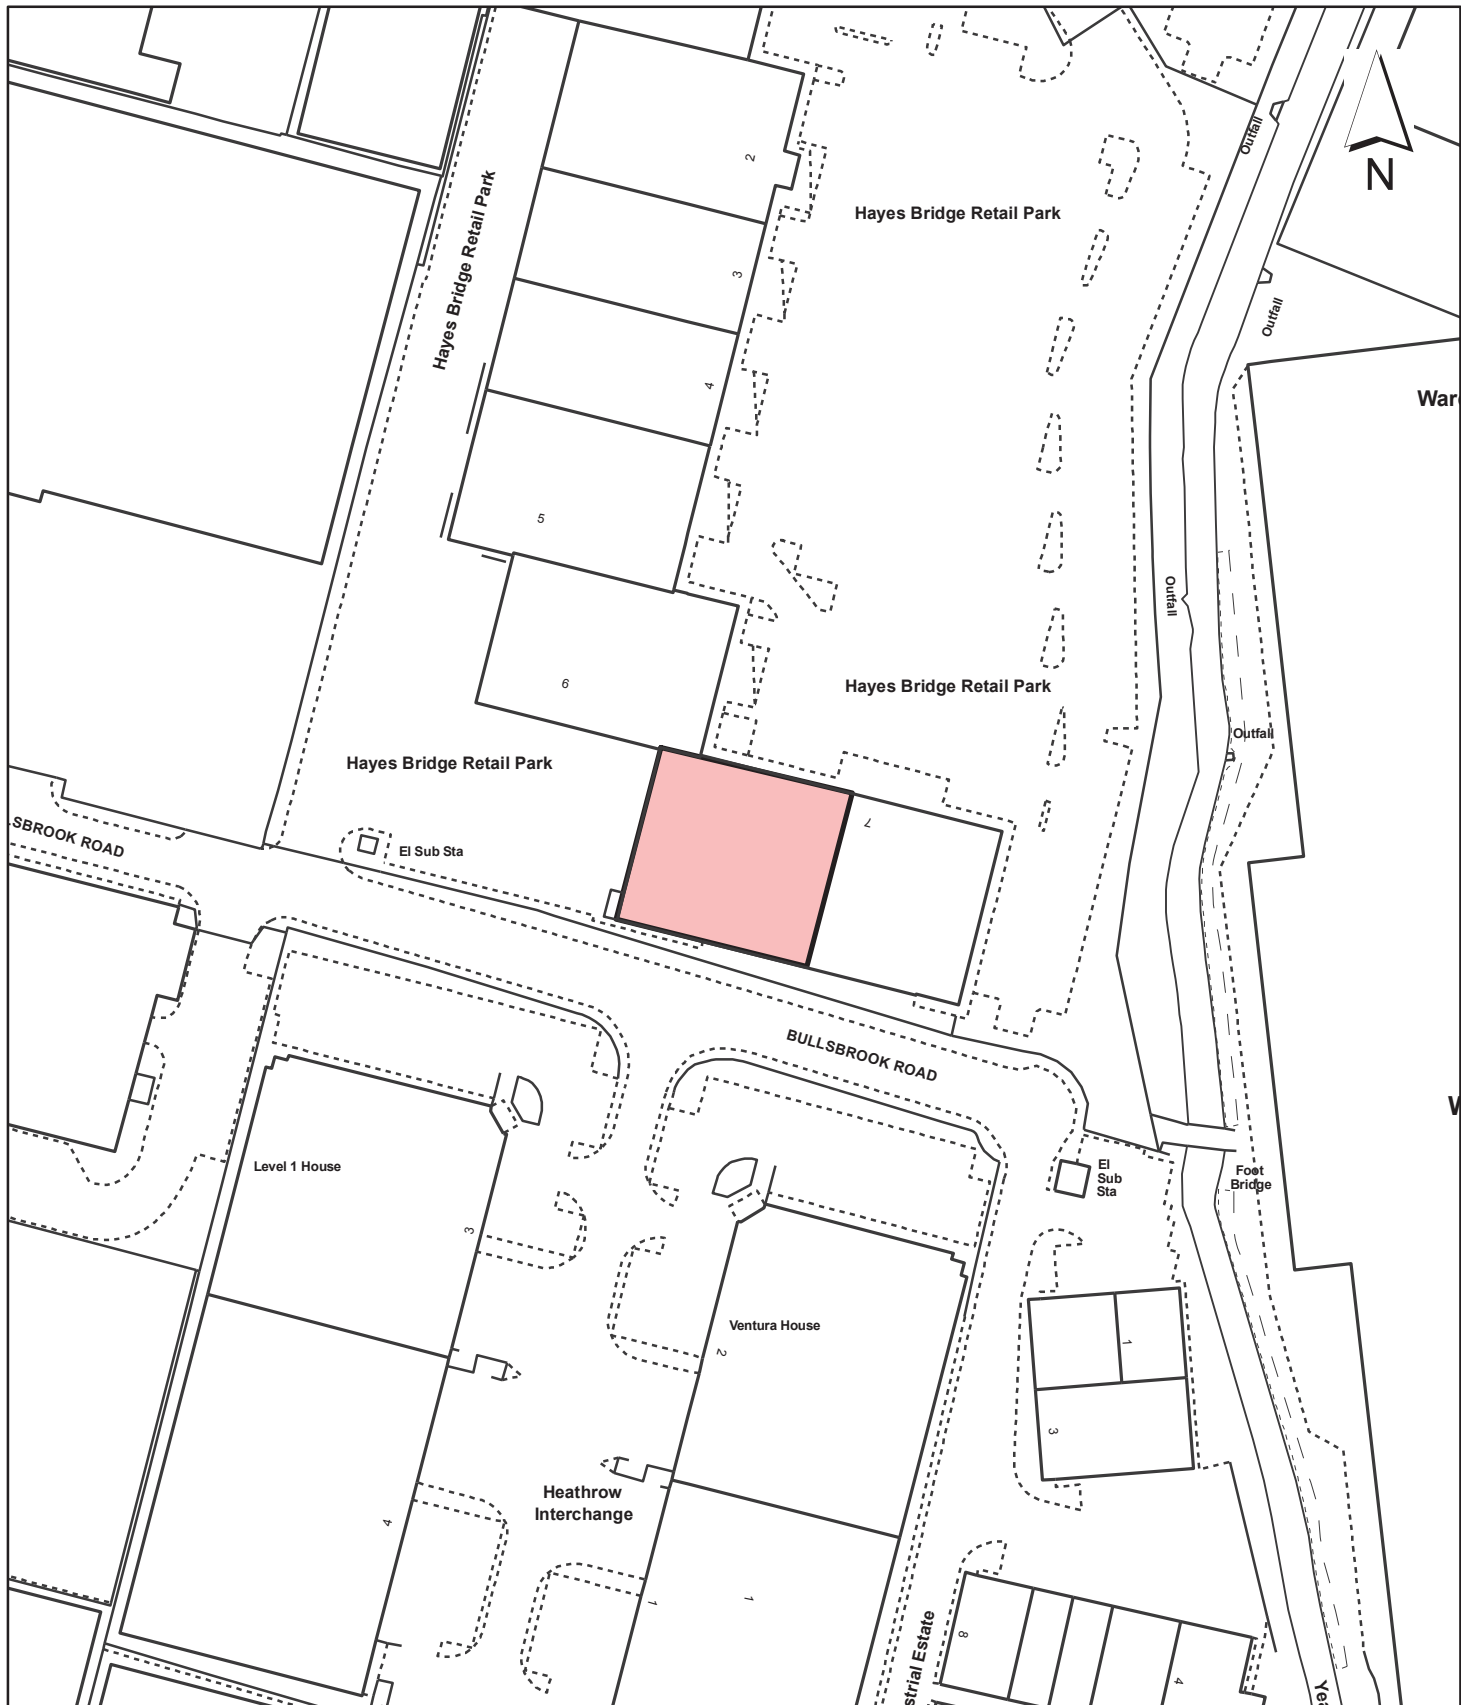 Outfall
N
2
Hayes Bridge Retail Park
Hayes Bridge Retail Park
3
Outfall
4
5
Outfall
6
Hayes Bridge Retail Park
Outfall
Hayes Bridge Retail Park
7
SBROOK ROAD
El Sub Sta
BULLSBROOK ROAD
Level 1 House
El
Sub
Sta
Foot
Bridge
3
Ventura House
2
1
3
Heathrow
Interchange
4
1
1
8
4
strial Estate